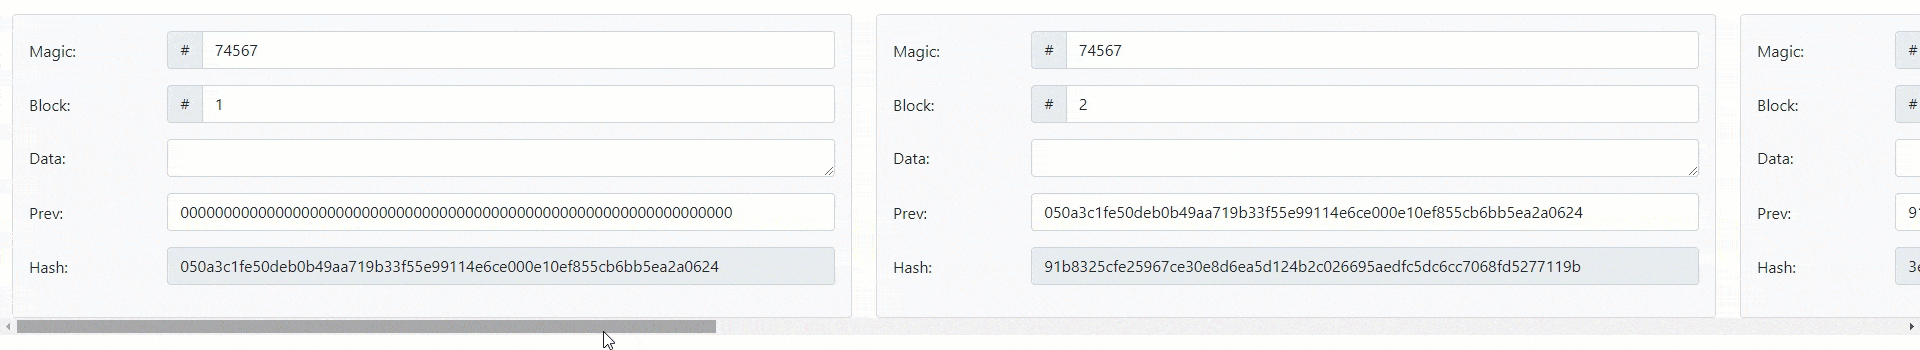 Magic:
# 74567
Block:
# 1
Data:
Prev:
0000000000000000000000000000000000000000000000000000000000000000
Hash:
050a3c1fe50deb0b49aa719b33f55e99114e6ce000e10ef855cb6bb5ea2a0624
Magic:
# 74567
Block:
# 2
Data:
Prev:
050a3c1fe50deb0b49aa719b33f55e99114e6ce000e10ef855cb6bb5ea2a0624
Hash:
91b8325cfe25967ce30e8d6ea5d124b2c026695aedfc5dc6cc7068fd5277119b
Magic:
#
Block:
#
Data:
Prev:
Hash: